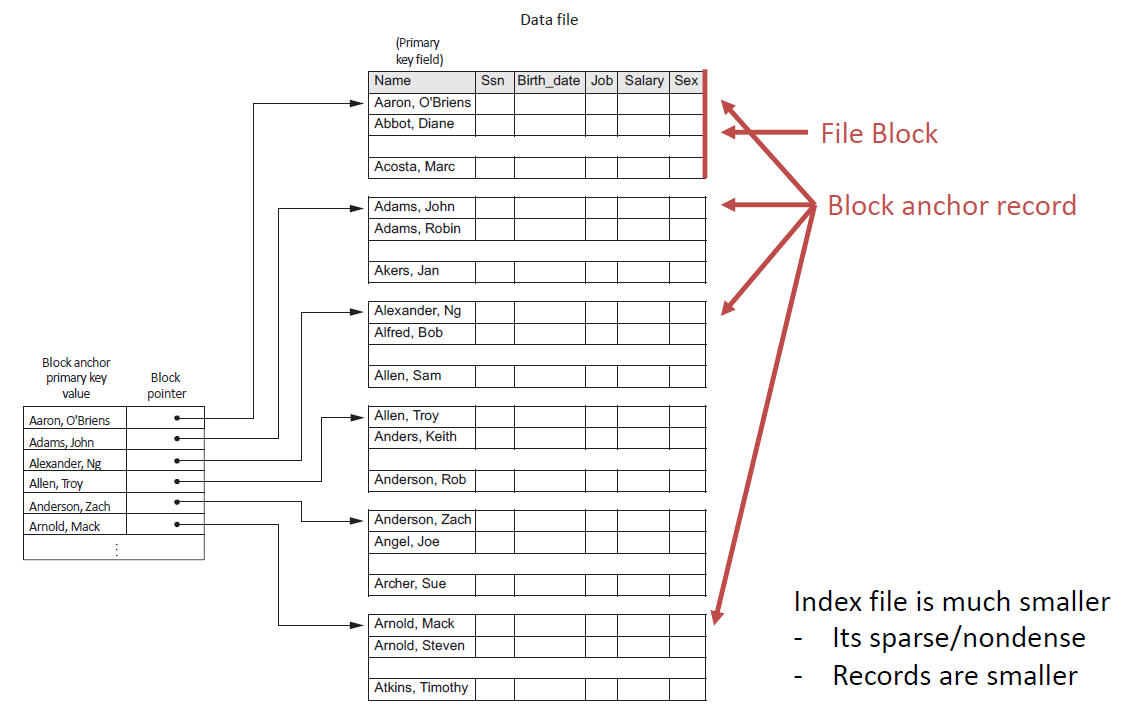 Data file
(Primary
key field)
Name Ssn Birth_date Job Salary Sex
Aaron, O'Briens
Abbot, Diane
Acosta, Marc
Adams, John
Adams, Robin
Akers, Jan
Alexander, Ng
Alfred, Bob
Allen, Sam
Allen, Troy
Anders, Keith
Anderson, Rob
Anderson, Zach
Angel, Joe
Archer, Sue
Arnold, Mack
Arnold, Steven
Atkins, Timothy
Block anchor
primary key
value
Block
pointer
Aaron, O'Briens
Adams, John
Alexander, Ng
Allen, Troy
Anderson, Zach
Arnold, Mack
⋮
File Block
Block anchor record
Index file is much smaller
- Its sparse/nondense
- Records are smaller